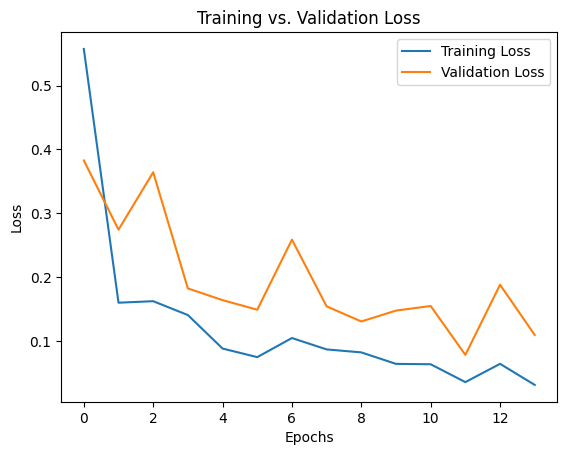 Training vs. Validation Loss
Training Loss
Validation Loss
0.5
0.4
0.3
0.2
0.1
Loss
0 2 4 6 8 10 12
Epochs